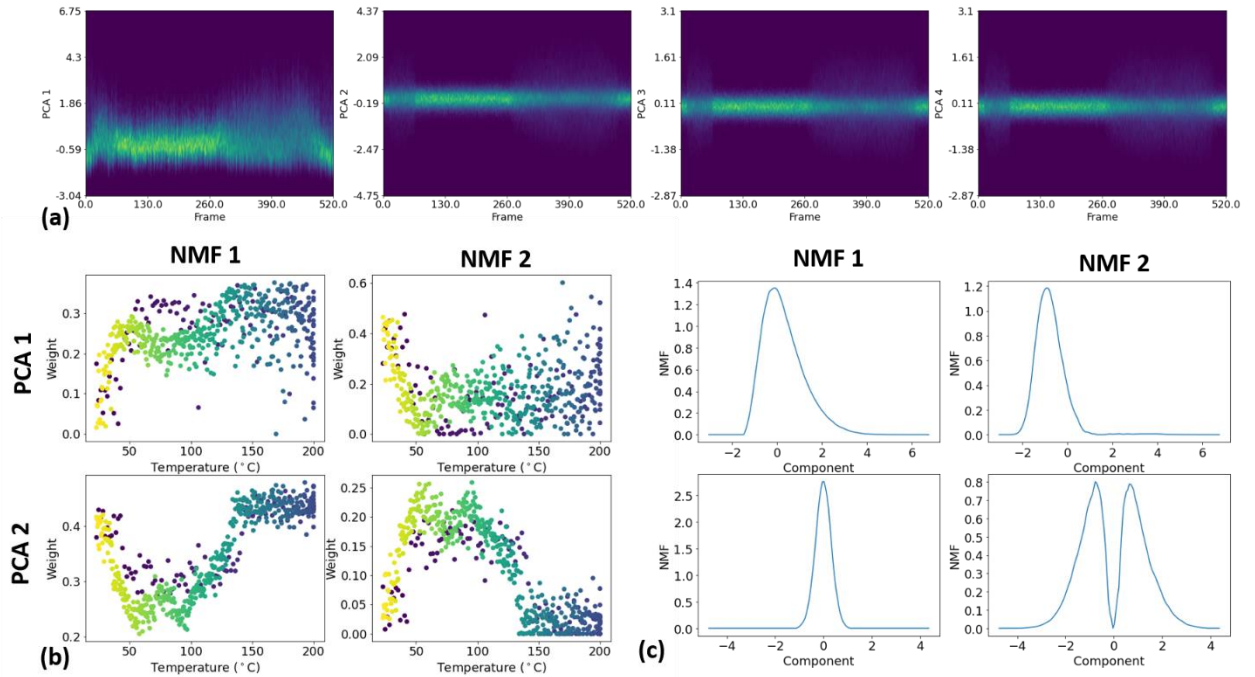 6.75
4.3
1.86
-0.59
-3.04
PCA 1
0.0 130.0 260.0 390.0 520.0
Frame
4.37
2.09
-0.19
-2.47
-4.75
PCA 2
0.0 130.0 260.0 390.0 520.0
Frame
3.1
1.61
0.11
-1.38
-2.87
PCA 3
0.0 130.0 260.0 390.0 520.0
Frame
3.1
1.61
0.11
-1.38
-2.87
PCA 4
0.0 130.0 260.0 390.0 520.0
Frame
(a)
NMF 1
NMF 2
PCA 1
0.3
0.2
0.1
0.0
Weight
50 100 150 200
Temperature (°C)
0.6
0.4
0.2
0.0
Weight
50 100 150 200
Temperature (°C)
PCA 2
0.4
0.3
0.2
Weight
50 100 150 200
Temperature (°C)
0.25
0.20
0.15
0.10
0.05
0.00
Weight
50 100 150 200
Temperature (°C)
(b)
NMF 1
NMF 2
1.4
1.2
1.0
0.8
0.6
0.4
0.2
0.0
NMF
−2 0 2 4 6
Component
1.2
1.0
0.8
0.6
0.4
0.2
0.0
NMF
−2 0 2 4 6
Component
2.5
2.0
1.5
1.0
0.5
0.0
NMF
−4 −2 0 2 4
Component
0.8
0.7
0.6
0.5
0.4
0.3
0.2
0.1
0.0
NMF
−4 −2 0 2 4
Component
(c)